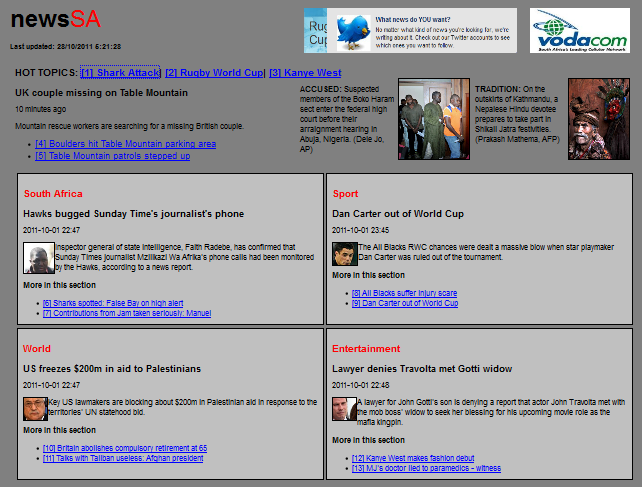 newsSA
Last updated: 28/10/2011 6:21:28
Rug
Cup
What news do YOU want?
No matter what kind of news you're looking for, we're
writing about it. Check our Twitter accounts to see
which ones you want to follow.
vodacom
South Africa's Leading Cellular Network
HOT TOPICS: [1] Shark Attack| [2] Rugby World Cup| [3] Kanye West
UK couple missing on Table Mountain
10 minutes ago
Mountain rescue workers are searching for a missing British couple.
[4] Boulders hit Table Mountain parking area
[5] Table Mountain patrols stepped up
ACCUSED: Suspected
members of the Boko Haram
sect enter the federal high
court before their
arraignment hearing in
Abuja, Nigeria. (Dele Jo,
AP)
TRADITION: On the
outskirts of Kathmandu, a
Nepalese Hindu devotee
prepares to take part in
Shikali Jatra festivities.
(Prakash Mathema, AFP)
South Africa
Hawks bugged Sunday Time's journalist's phone
2011-10-01 22:47
Inspector general of state intelligence, Faith Radebe, has confirmed that
Sunday Times journalist Mzilikazi Wa Afrika's phone calls had been monitored
by the Hawks, according to a news report.
More in this section
[6] Sharks spotted: False Bay on high alert
[7] Contributions from Jam taken seriously: Manuel
Sport
Dan Carter out of World Cup
2011-10-01 23:45
The All Blacks RWC chances were dealt a massive blow when star playmaker
Dan Carter was ruled out of the tournament.
More in this section
[8] All Blacks suffer injury scare
[9] Dan Carter out of World Cup
World
US freezes $200m in aid to Palestinians
2011-10-01 22:47
Key US lawmakers are blocking about $200m in Palestinian aid in response to the
territories' UN statehood bid.
More in this section
[10] Britain abolishes compulsory retirement at 65
[11] Talks with Taliban useless: Afghan president
Entertainment
Lawyer denies Travolta met Gotti widow
2011-10-01 22:48
A lawyer for John Gotti's son is denying a report that actor John Travolta met with
the mob boss' widow to seek her blessing for his upcoming movie role as the
mafia kingpin.
More in this section
[12] Kanye West makes fashion debut
[13] MJ's doctor lied to paramedics - witness